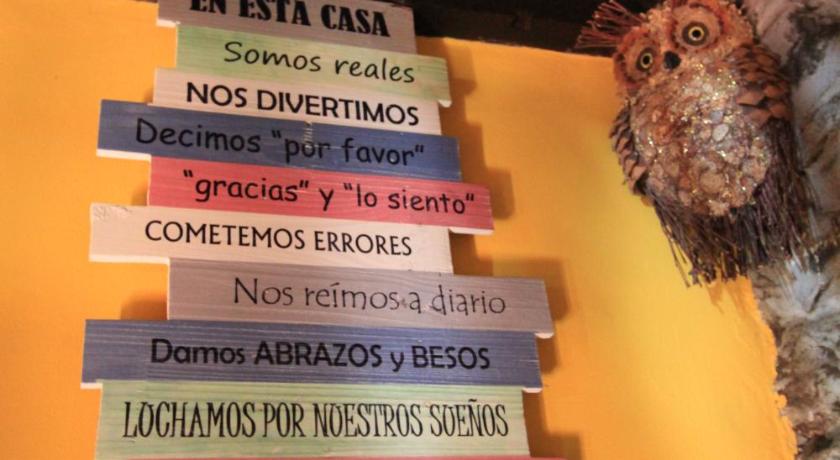 EN ESTA CASA
Somos reales
NOS DIVERTIMOS
Decimos "por favor"
"gracias" y "lo siento"
COMETEMOS ERRORES
Nos reímos a diario
Damos ABRAZOS y BESOS
LUCHAMOS POR NUESTROS SUEÑOS